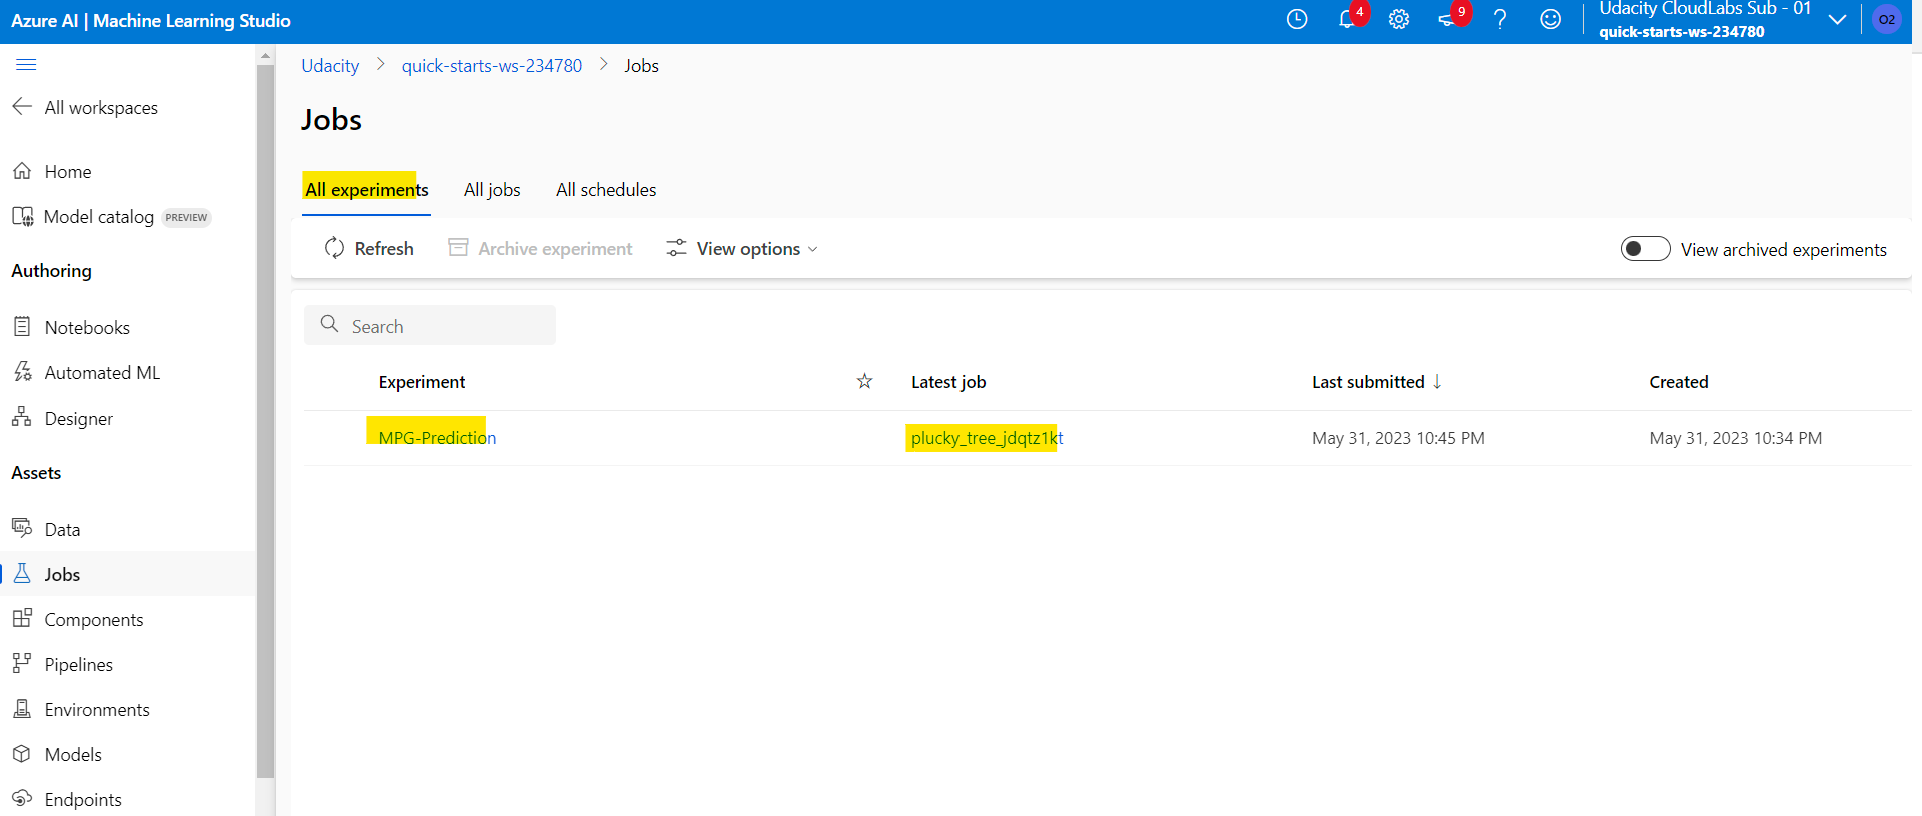 Azure AI | Machine Learning Studio
4
9
?
Udacity CloudLabs Sub - 01
quick-starts-ws-234780
O2
All workspaces
Home
Model catalog PREVIEW
Authoring
Notebooks
Automated ML
Designer
Assets
Data
Jobs
Components
Pipelines
Environments
Models
Endpoints
Udacity > quick-starts-ws-234780 > Jobs
Jobs
All experiments All jobs All schedules
Refresh Archive experiment View options View archived experiments
Search
Experiment Latest job Last submitted ↓ Created
MPG-Prediction plucky_tree_jdqtz1kt May 31, 2023 10:45 PM May 31, 2023 10:34 PM